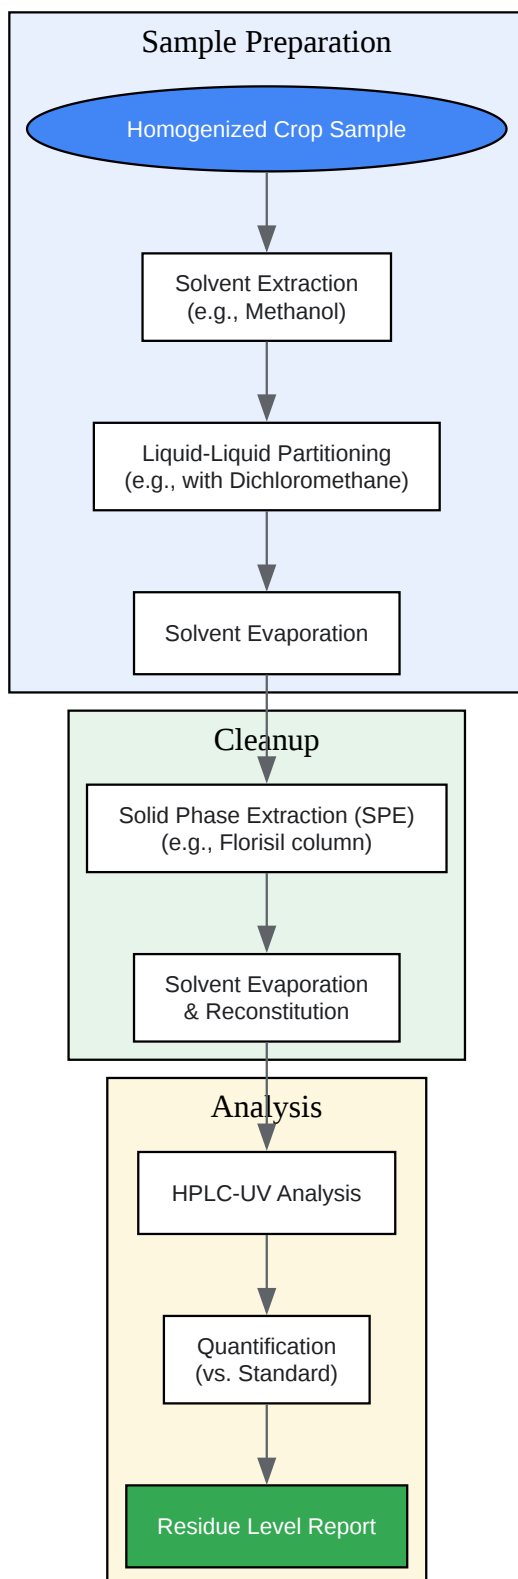 Sample Preparation
Homogenized Crop Sample
Solvent Extraction
(e.g., Methanol)
Liquid-Liquid Partitioning
(e.g., with Dichloromethane)
Solvent Evaporation
Cleanup
Solid Phase Extraction (SPE)
(e.g., Florisil column)
Solvent Evaporation
& Reconstitution
Analysis
HPLC-UV Analysis
Quantification
(vs. Standard)
Residue Level Report